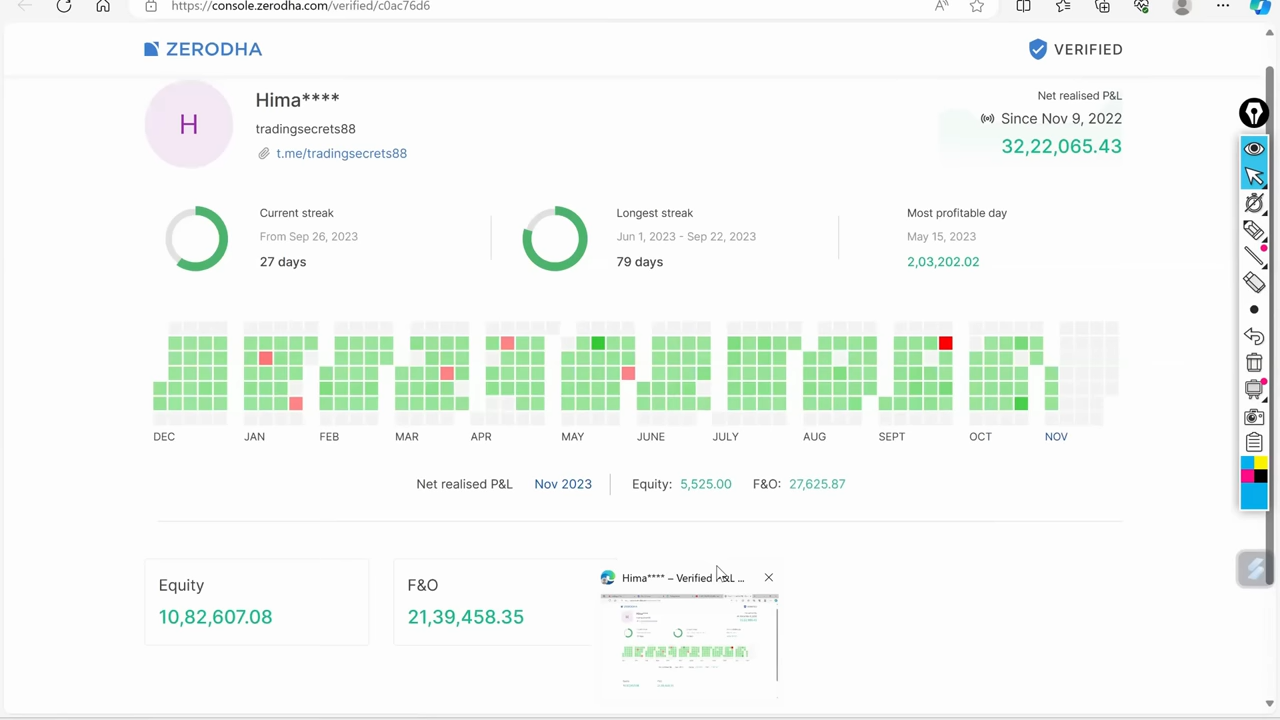 https://console.zerodha.com/verified/c0ac76d6
ZERODHA
VERIFIED
H
Hima****
tradingsecrets88
t.me/tradingsecrets88
Net realised P&L
Since Nov 9, 2022
32,22,065.43
Current streak
From Sep 26, 2023
27 days
Longest streak
Jun 1, 2023 - Sep 22, 2023
79 days
Most profitable day
May 15, 2023
2,03,202.02
DEC JAN FEB MAR APR MAY JUNE JULY AUG SEPT OCT NOV
Net realised P&L Nov 2023 Equity: 5,525.00 F&O: 27,625.87
Equity
10,82,607.08
F&O
21,39,458.35
Hima**** – Verified P&L ...